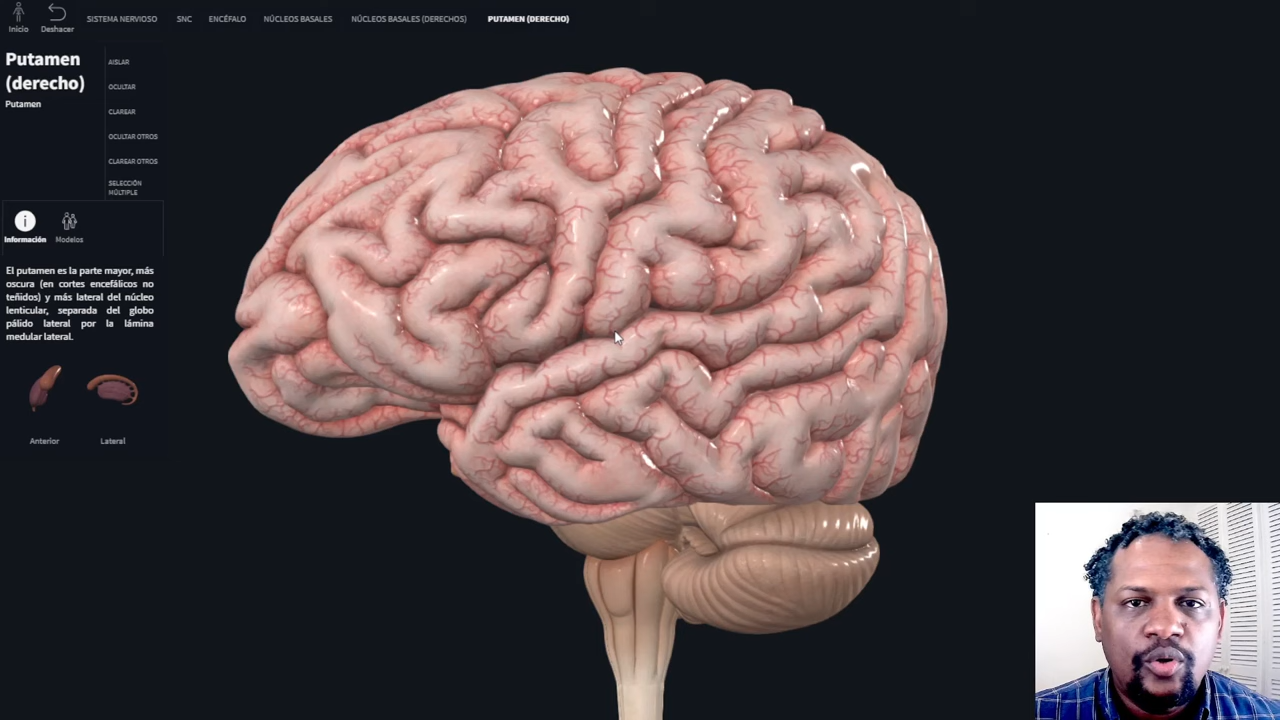 Inicio
Deshacer
SISTEMA NERVIOSO
SNC
ENCÉFALO
NÚCLEOS BASALES
NÚCLEOS BASALES (DERECHOS)
PUTAMEN (DERECHO)
Putamen
(derecho)
Putamen
AISLAR
OCULTAR
CLAREAR
OCULTAR OTROS
CLAREAR OTROS
SELECCIÓN
MÚLTIPLE
Información
Modelos
El putamen es la parte mayor, más
oscura (en cortes encefálicos no
teñidos) y más lateral del núcleo
lenticular, separada del globo
pálido lateral por la lámina
medular lateral.
Anterior
Lateral